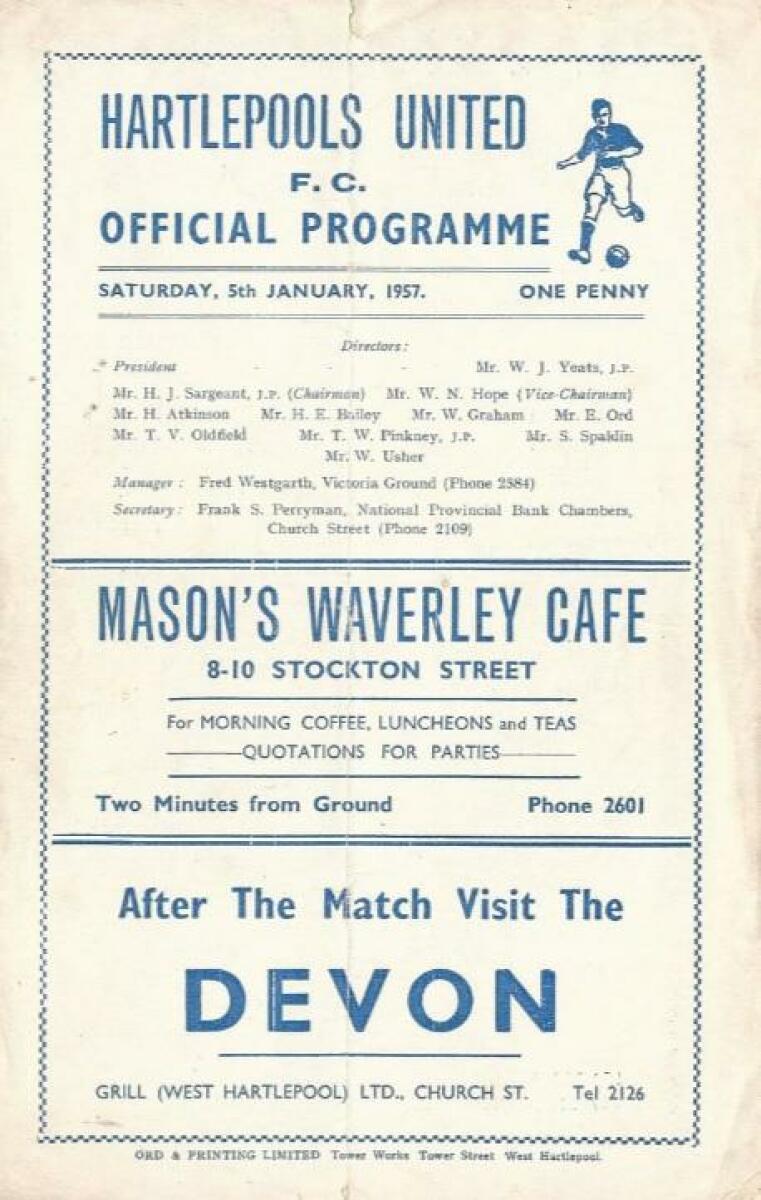 HARTLEPOOLS UNITED
F. C.
OFFICIAL PROGRAMME
SATURDAY, 5th JANUARY, 1957. ONE PENNY
Directors:
President - - - Mr. W. J. Yeats, J.P.
Mr. H. J. Sargeant, J.P. (Chairman) Mr. W. N. Hope (Vice-Chairman)
Mr. H. Atkinson Mr. H. E. Bailey Mr. W. Graham Mr. E. Ord
Mr. T. V. Oldfield Mr. T. W. Pinkney, J.P. Mr. S. Spaldin
Mr. W. Usher
Manager: Fred Westgarth, Victoria Ground (Phone 2584)
Secretary: Frank S. Perryman, National Provincial Bank Chambers,
Church Street (Phone 2109)
MASON'S WAVERLEY CAFE
8-10 STOCKTON STREET
For MORNING COFFEE, LUNCHEONS and TEAS
QUOTATIONS FOR PARTIES
Two Minutes from Ground Phone 2601
After The Match Visit The
DEVON
GRILL (WEST HARTLEPOOL) LTD., CHURCH ST. Tel 2126
ORD & PRINTING LIMITED Tower Works Tower Street West Hartlepool.